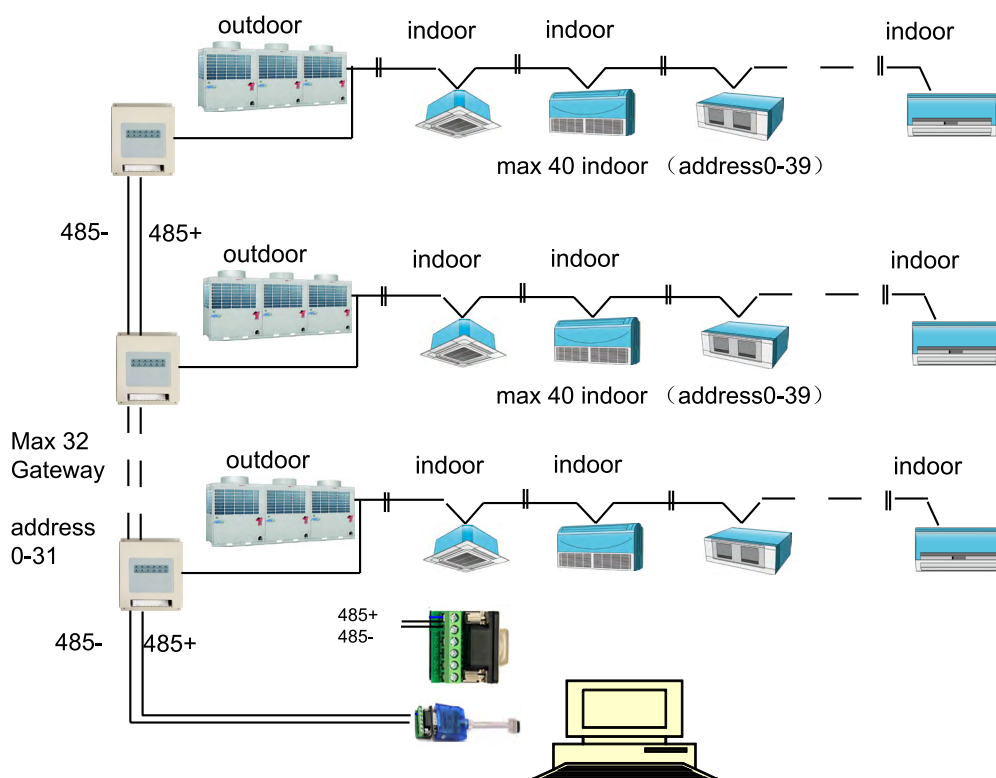 outdoor
indoor
indoor
indoor
max 40 indoor （address0-39）
485-
485+
outdoor
indoor
indoor
max 40 indoor （address0-39）
Max 32
Gateway
address
0-31
outdoor
indoor
indoor
indoor
485+
485-
485-
485+